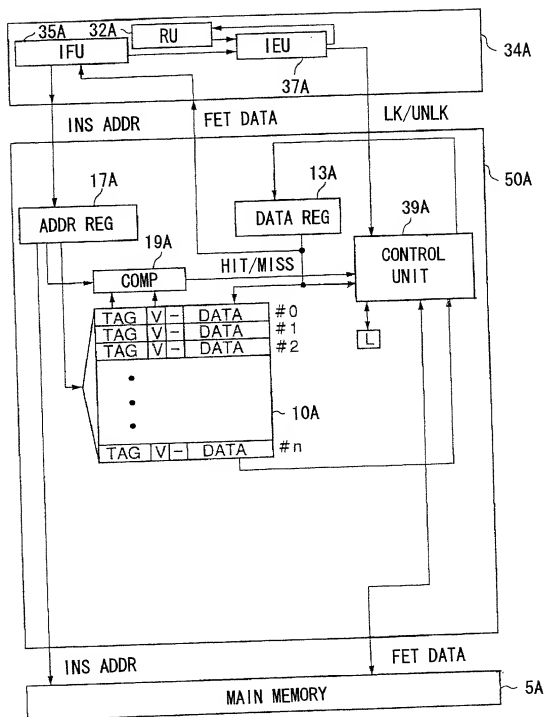 35A
32A
RU
IFU
IEU
34A
37A
INS ADDR
FET DATA
LK/UNLK
17A
13A
50A
39A
ADDR REG
DATA REG
19A
CONTROL
UNIT
HIT/MISS
COMP
TAG V - DATA #0
TAG V - DATA #1
TAG V - DATA #2
L
10A
TAG V - DATA #n
INS ADDR
FET DATA
MAIN MEMORY
5A